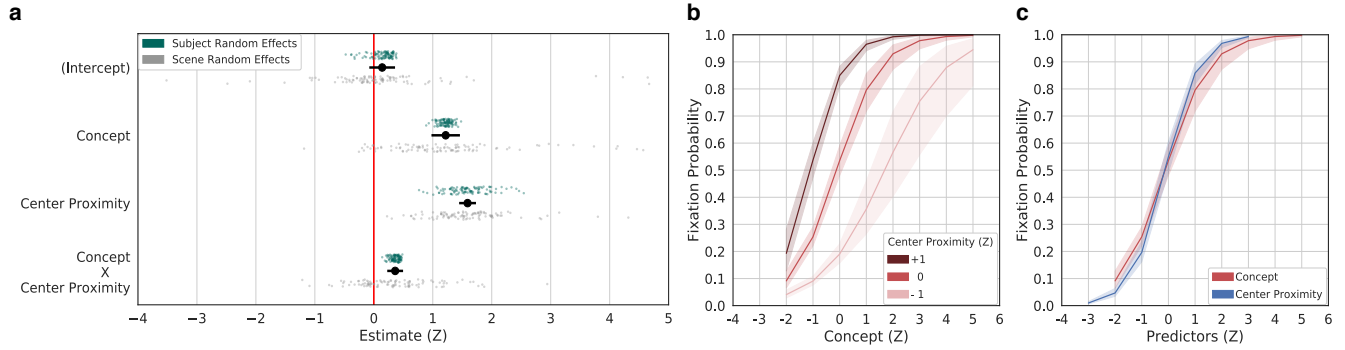 a
Subject Random Effects
Scene Random Effects
(Intercept)
Concept
Center Proximity
Concept
X
Center Proximity
−4 −3 −2 −1 0 1 2 3 4 5
Estimate (Z)
b
Fixation Probability
1.0
0.9
0.8
0.7
0.6
0.5
0.4
0.3
0.2
0.1
0.0
Center Proximity (Z)
+1
0
- 1
-4 -3 -2 -1 0 1 2 3 4 5 6
Concept (Z)
c
Fixation Probability
1.0
0.9
0.8
0.7
0.6
0.5
0.4
0.3
0.2
0.1
0.0
Concept
Center Proximity
-4 -3 -2 -1 0 1 2 3 4 5 6
Predictors (Z)